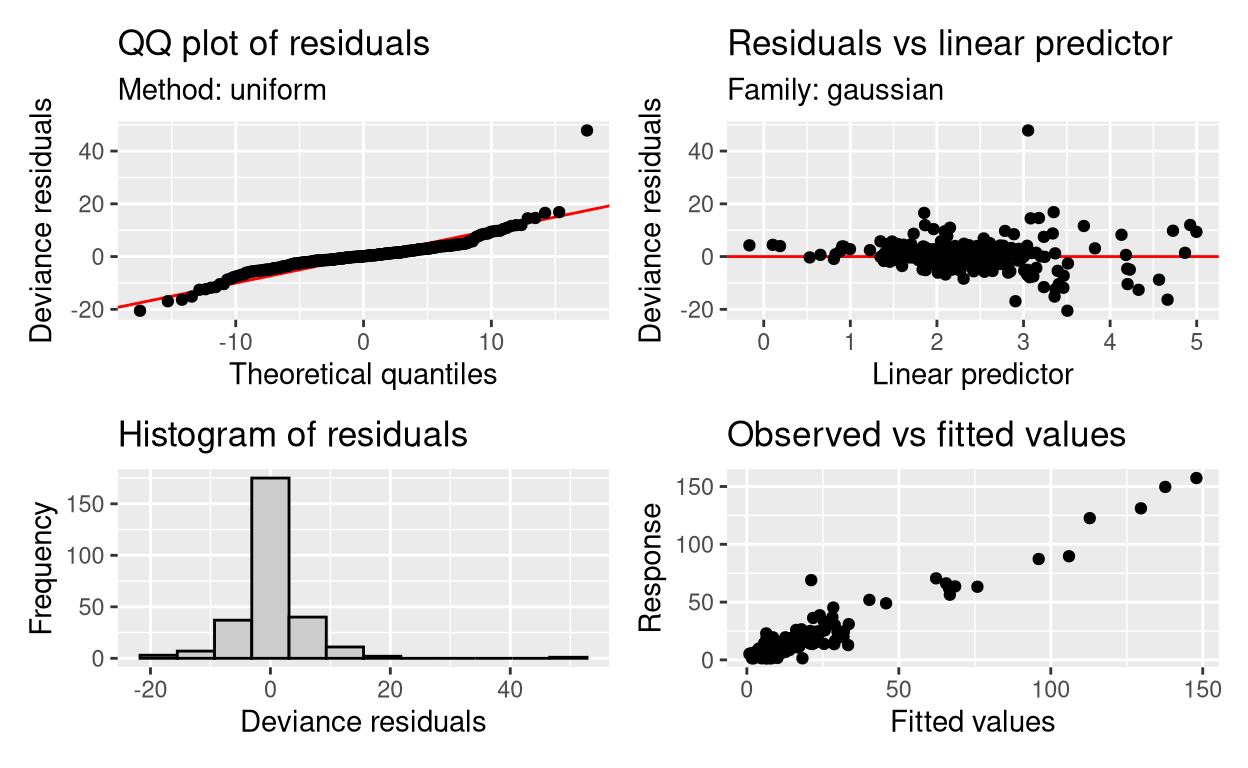 QQ plot of residuals
Method: uniform
Deviance residuals
40
20
0
-20
-10
0
10
Theoretical quantiles
Residuals vs linear predictor
Family: gaussian
Deviance residuals
40
20
0
-20
0
1
2
3
4
5
Linear predictor
Histogram of residuals
Frequency
150
100
50
0
-20
0
20
40
Deviance residuals
Observed vs fitted values
Response
150
100
50
0
0
50
100
150
Fitted values